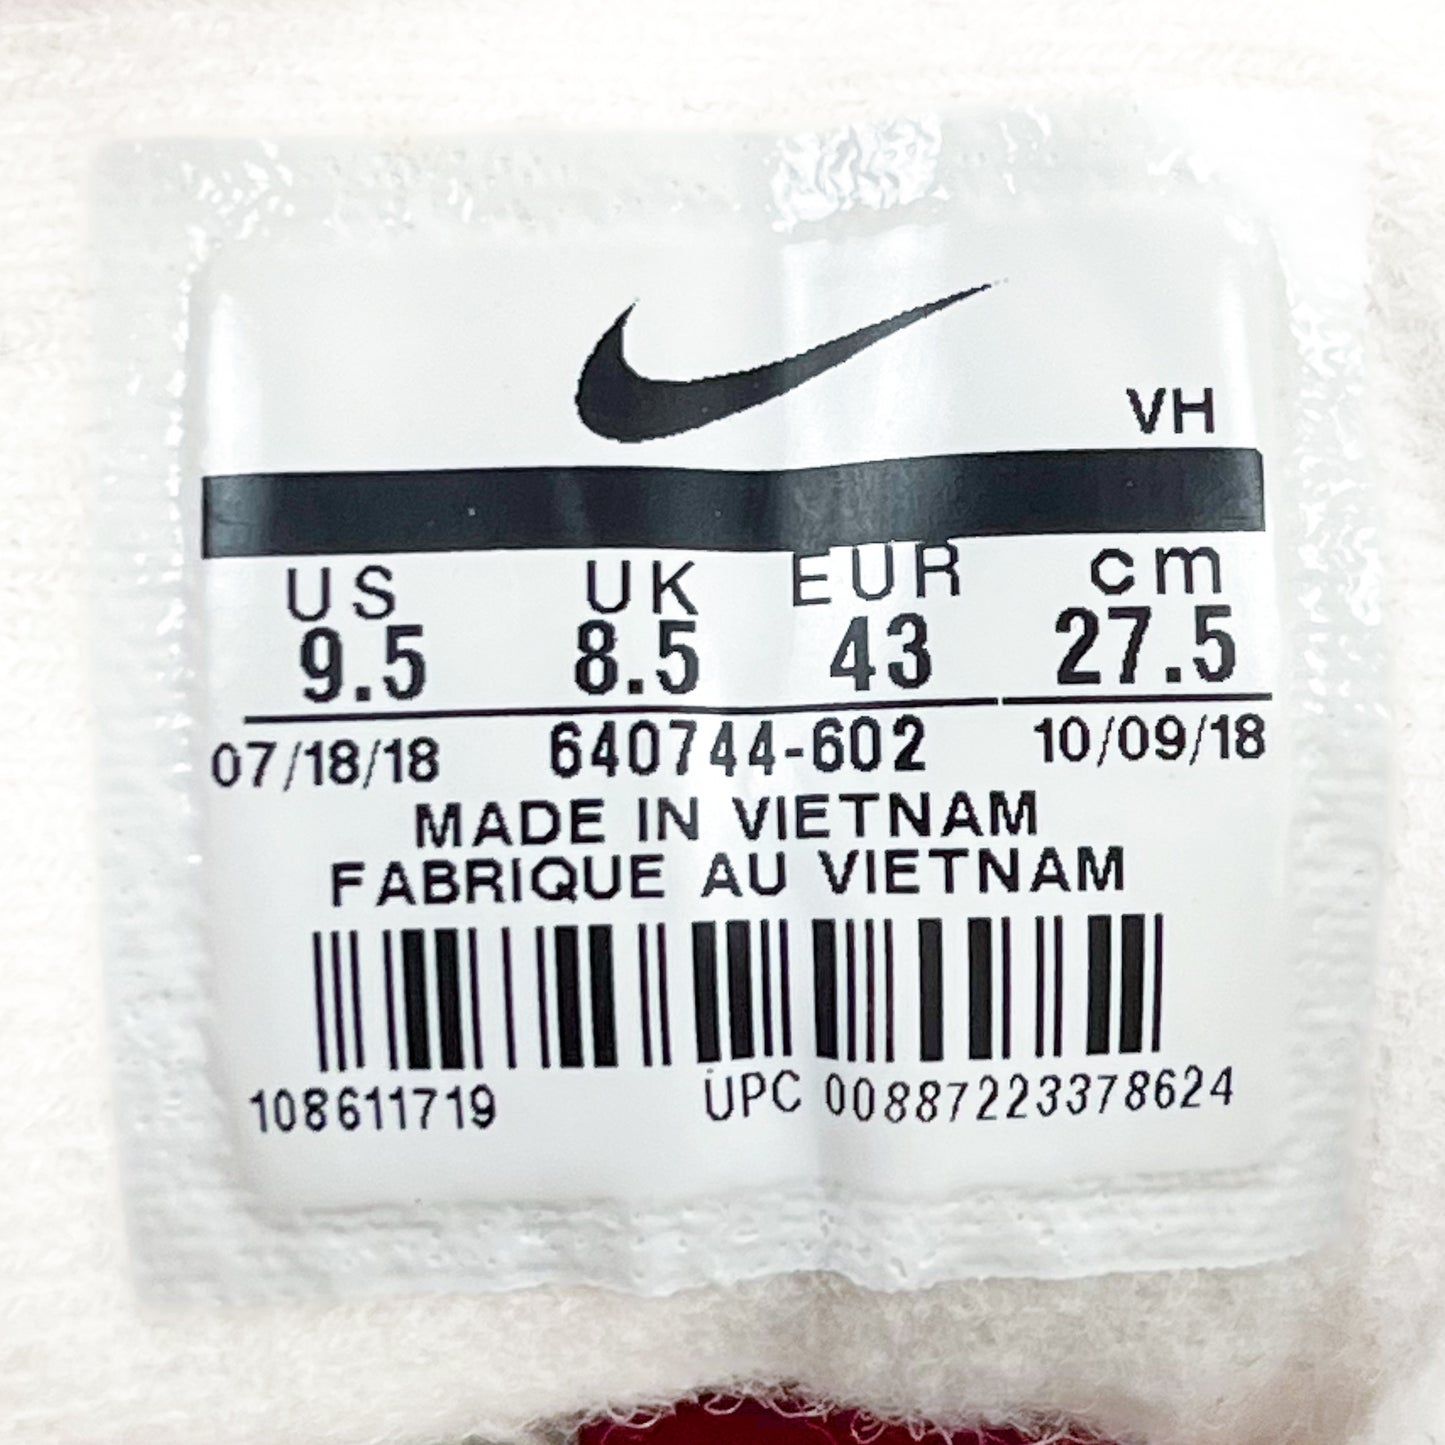 VH
US UK EUR cm
9.5 8.5 43 27.5
07/18/18 640744-602 10/09/18
MADE IN VIETNAM
FABRIQUE AU VIETNAM
108611719 UPC 00887223378624